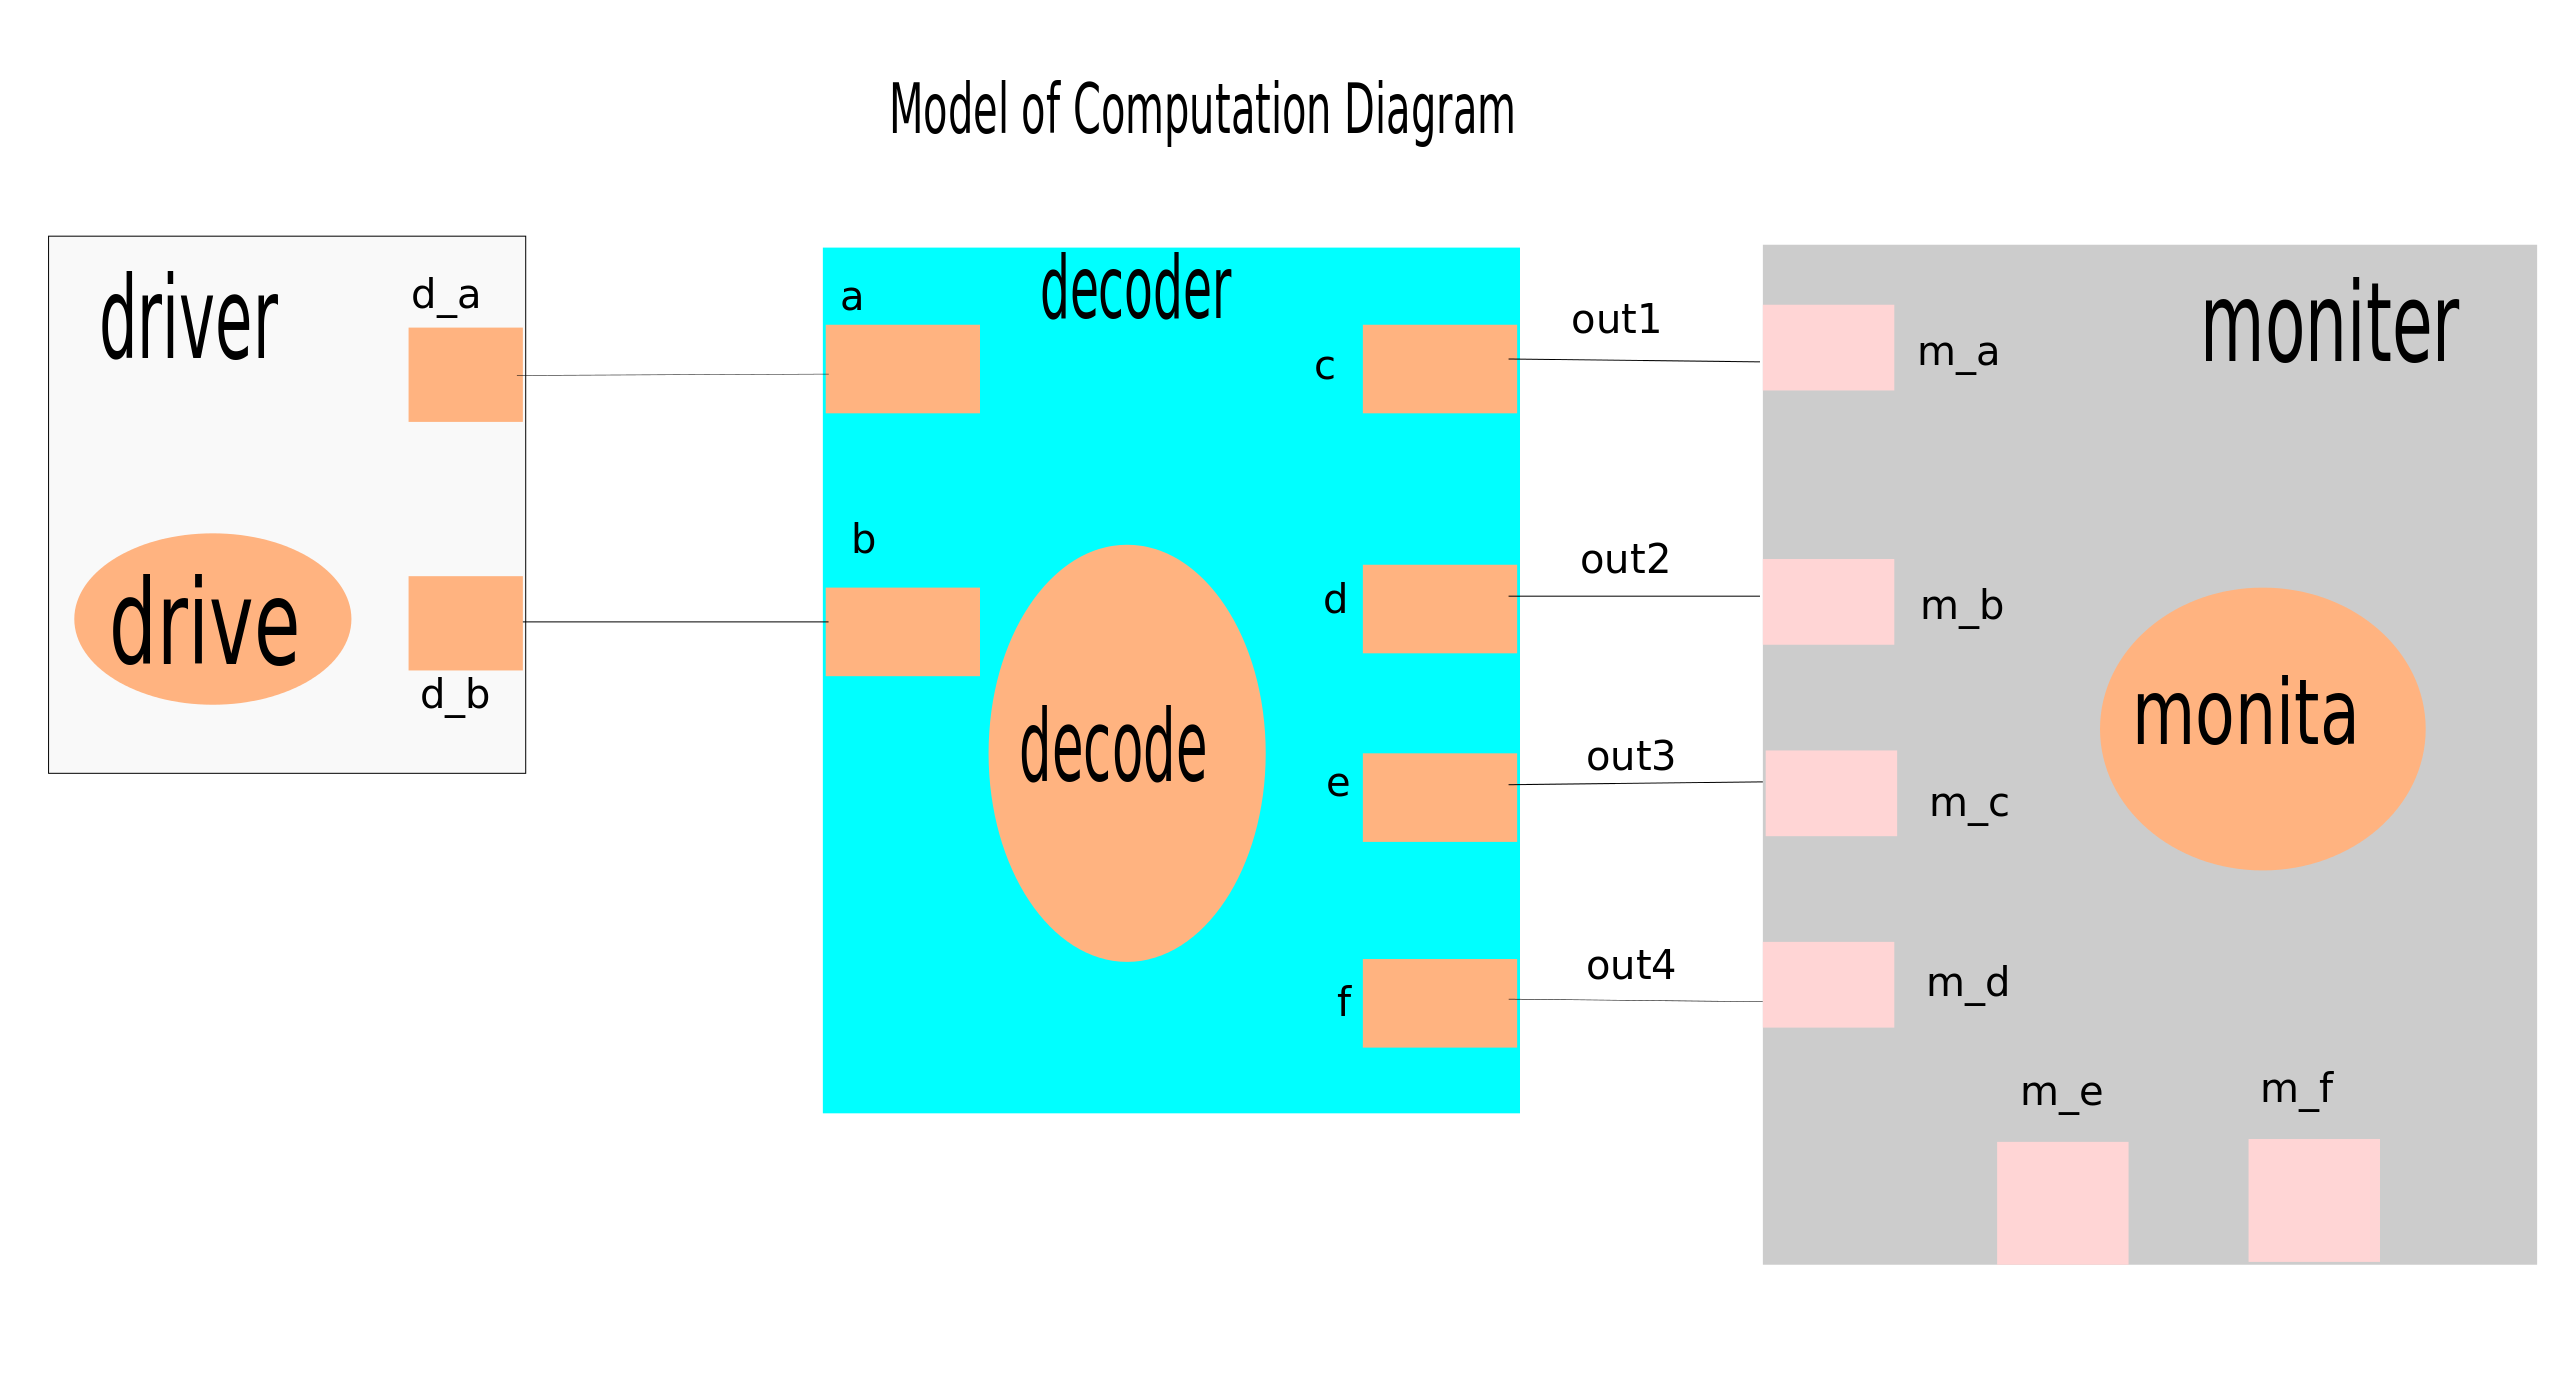 Model of Computation Diagram
driver
d_a
drive
d_b
decoder
a
b
decode
c
d
e
f
out1
out2
out3
out4
moniter
m_a
m_b
m_c
m_d
monita
m_e
m_f